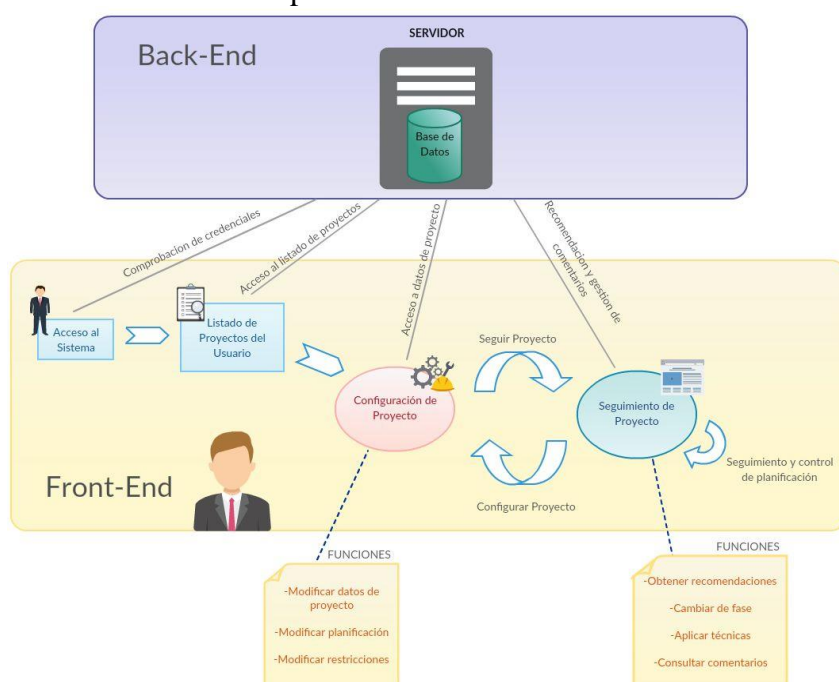 SERVIDOR
Back-End
Base de
Datos
Comprobacion de credenciales
Acceso al listado de proyectos
Acceso a datos de proyecto
Recomendacion y gestion de
comentarios
Acceso al
Sistema
Listado de
Proyectos del
Usuario
Seguir Proyecto
Configuración de
Proyecto
Seguimiento de
Proyecto
Seguimiento y control
de planificación
Front-End
Configurar Proyecto
FUNCIONES
-Modificar datos de
proyecto
-Modificar planificación
-Modificar restricciones
FUNCIONES
-Obtener recomendaciones
-Cambiar de fase
-Aplicar técnicas
-Consultar comentarios